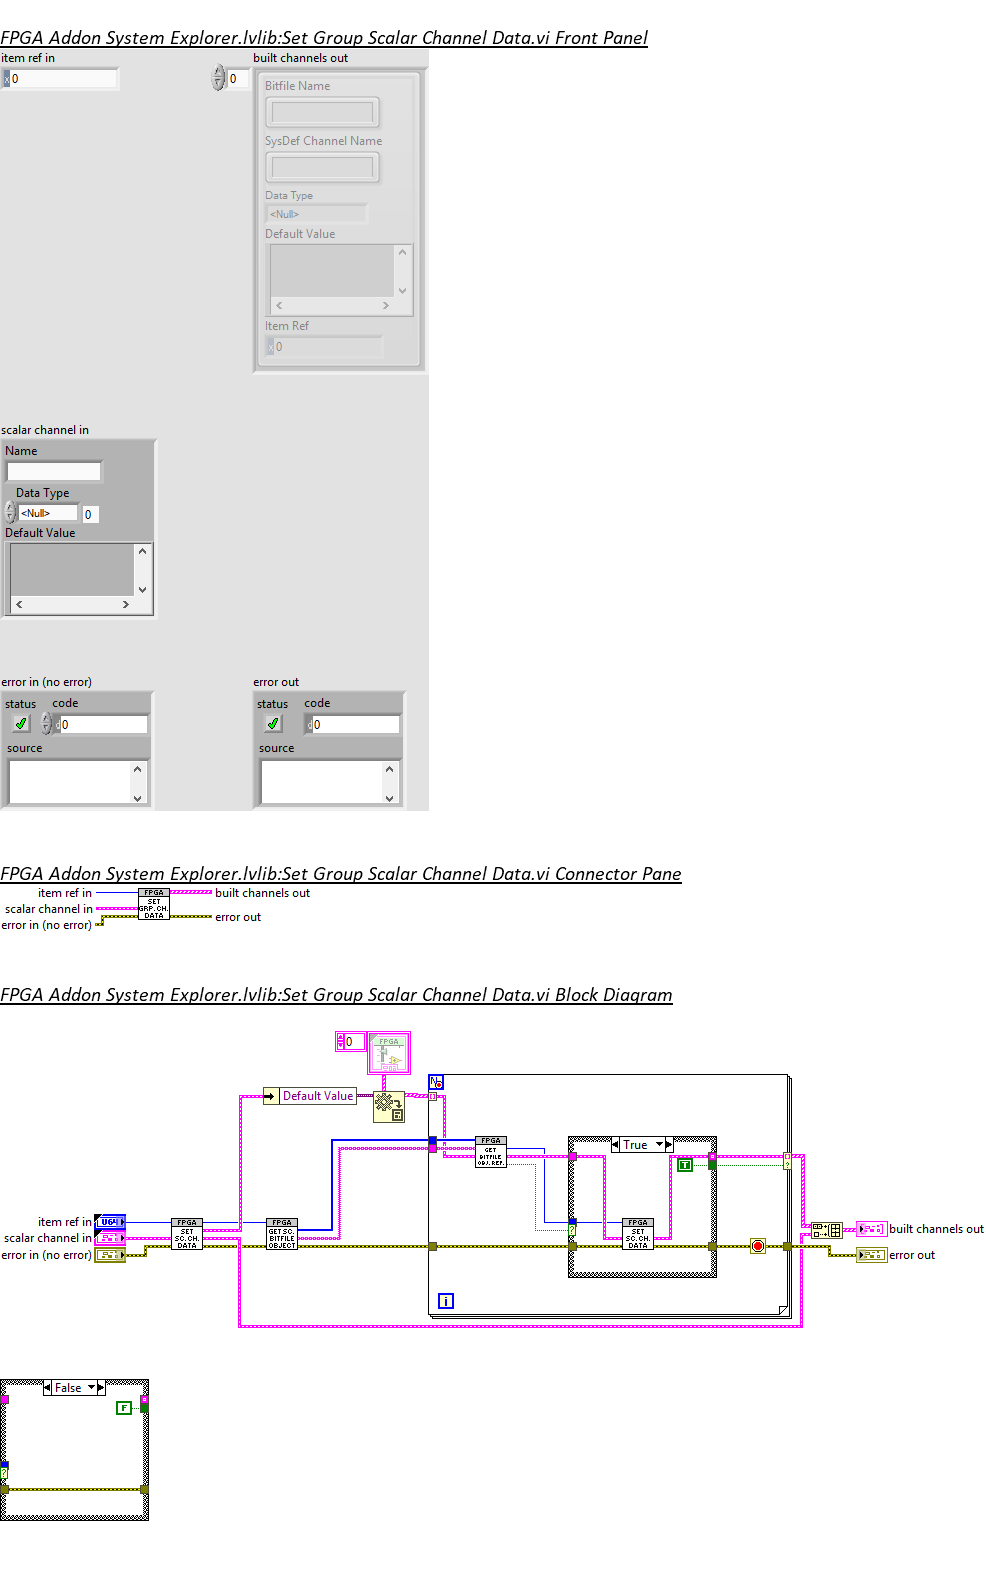 FPGA Addon System Explorer.lvlib:Set Group Scalar Channel Data.vi Front Panel
item ref in
built channels out
x 0
0
Bitfile Name
SysDef Channel Name
Data Type
<Null>
Default Value
Item Ref
x 0
scalar channel in
Name
Data Type
<Null>
0
Default Value
error in (no error)
error out
status
code
status
code
d 0
d 0
source
source
FPGA Addon System Explorer.lvlib:Set Group Scalar Channel Data.vi Connector Pane
item ref in
FPGA
SET
GRP.CH.
DATA
built channels out
scalar channel in
error in (no error)
error out
FPGA Addon System Explorer.lvlib:Set Group Scalar Channel Data.vi Block Diagram
0
FPGA
N
Default Value
FPGA
GET
BITFILE
OBJ.REF.
True
T
?
item ref in
U64
FPGA
SET
SC.CH.
DATA
FPGA
GET SC
BITFILE
OBJECT
?
FPGA
SET
SC.CH.
DATA
scalar channel in
built channels out
error in (no error)
error out
i
False
F
?